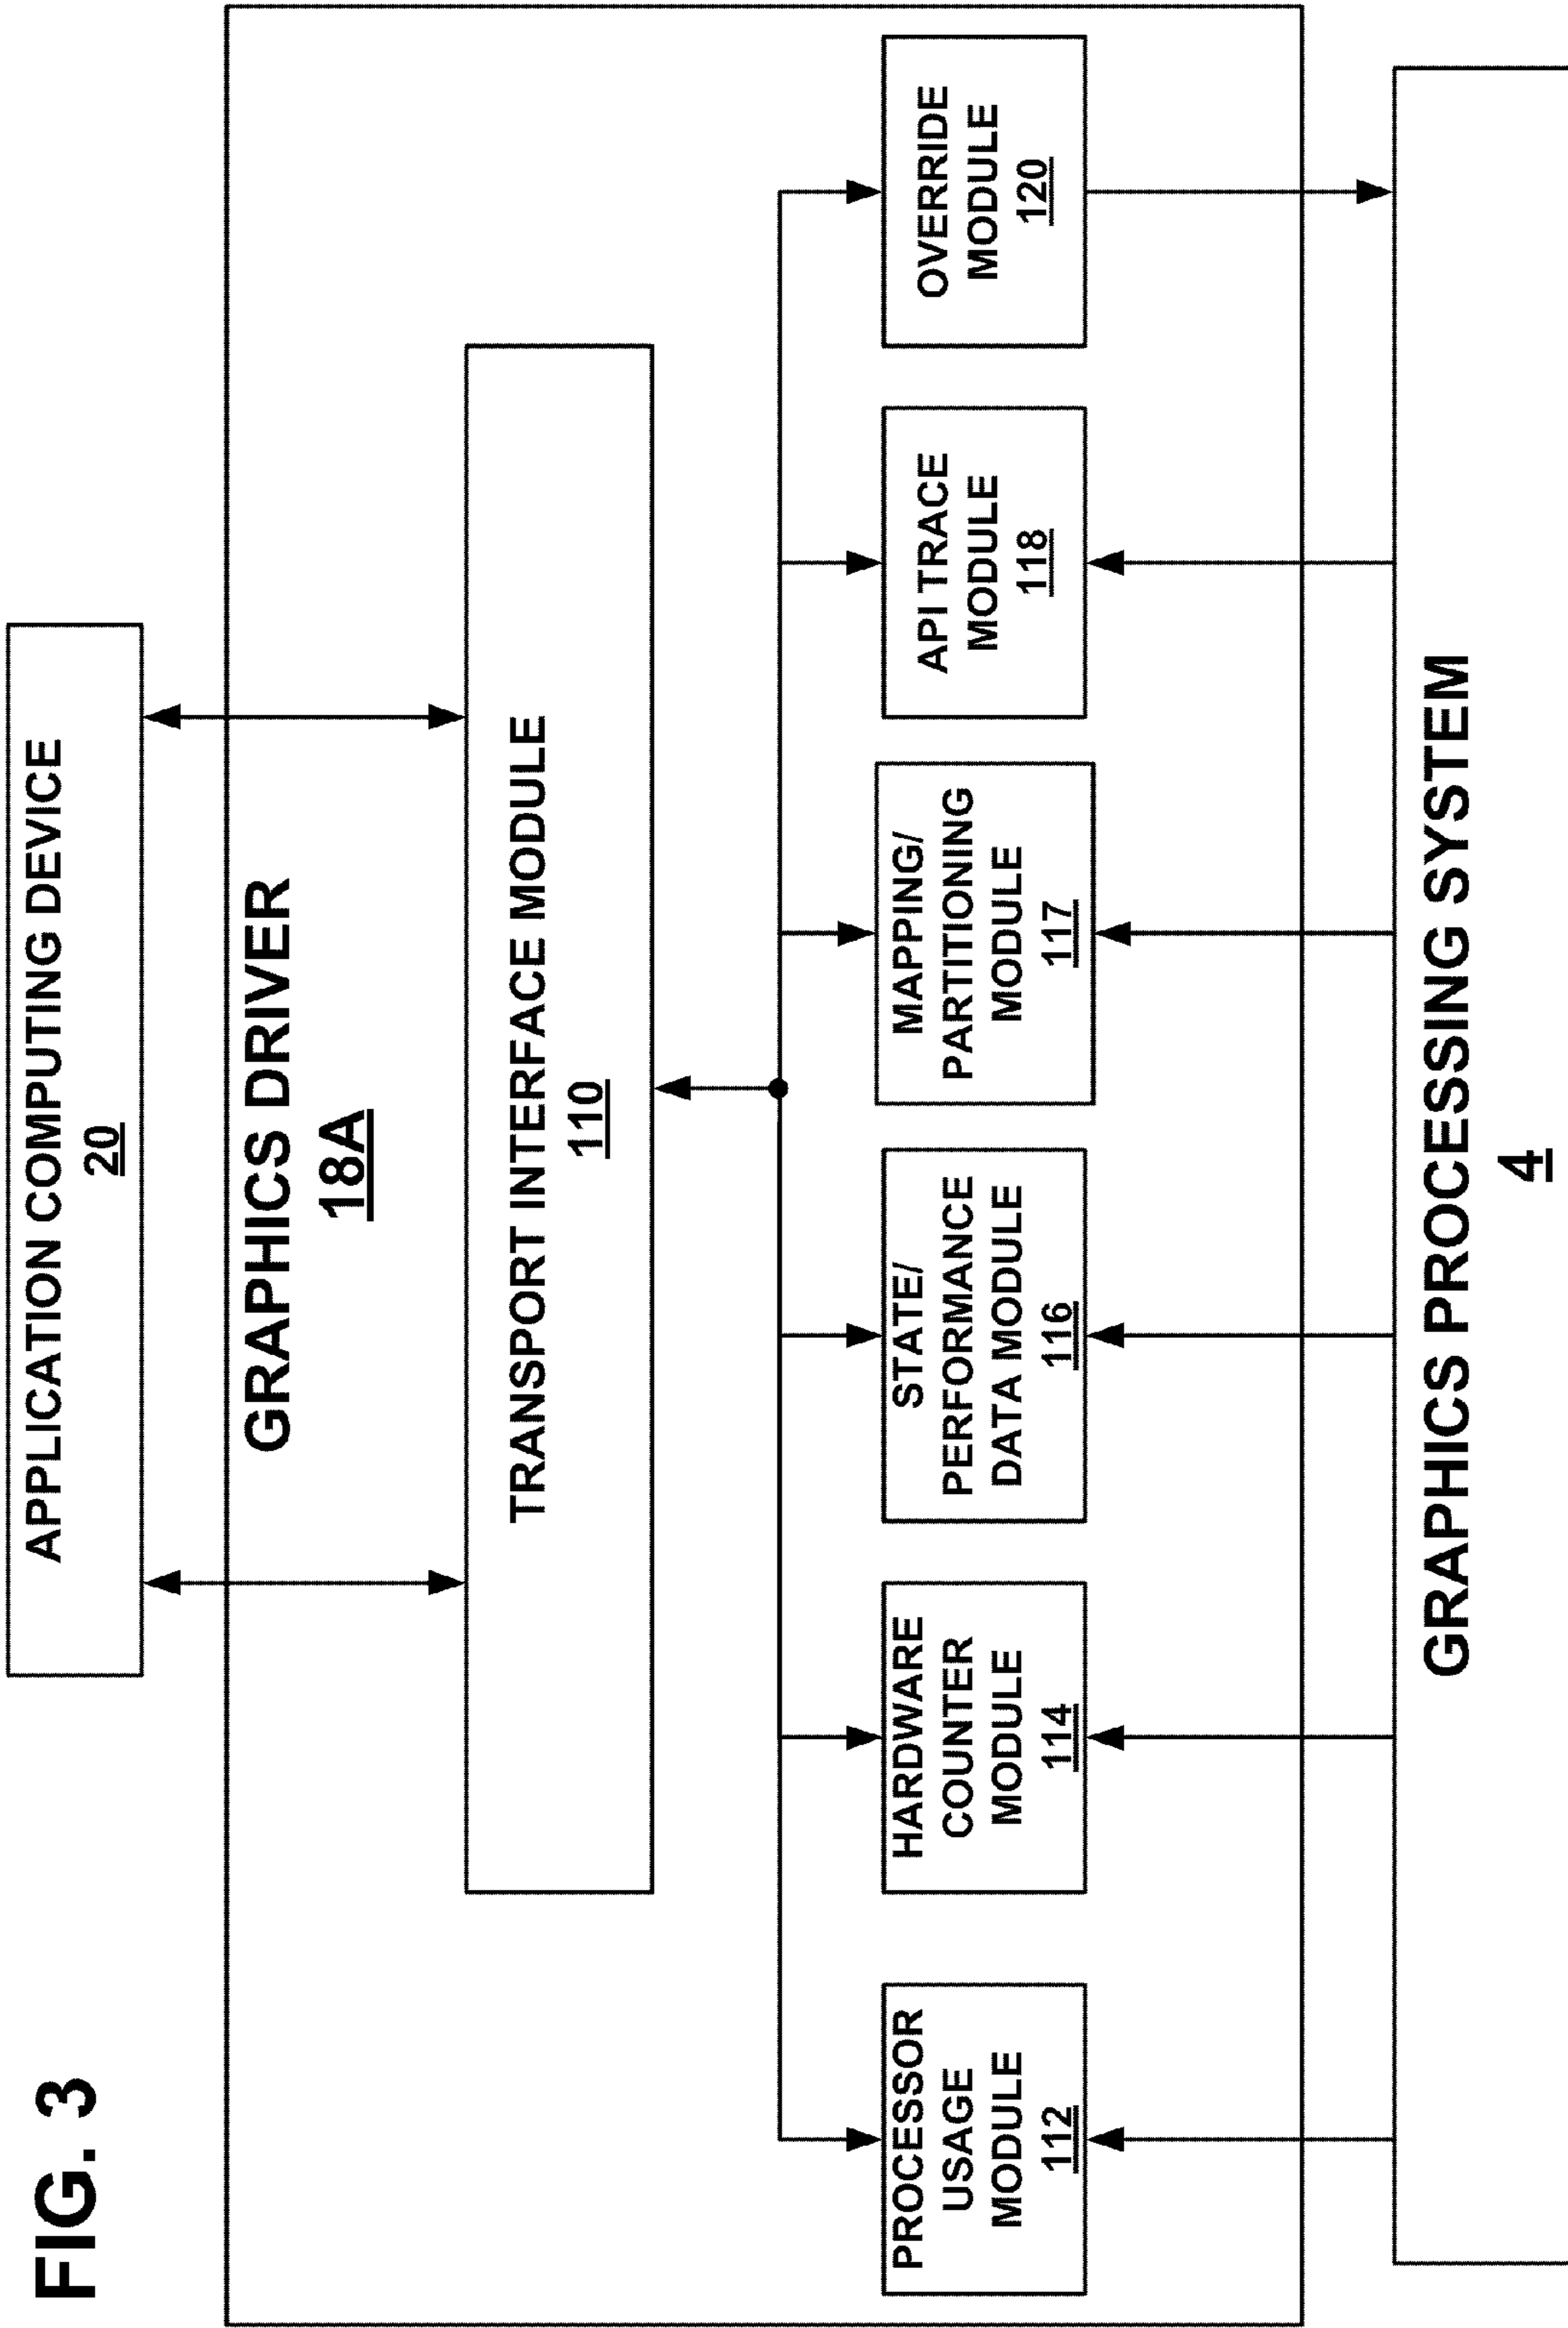 FIG. 3
APPLICATION COMPUTING DEVICE
20
GRAPHICS DRIVER
18A
TRANSPORT INTERFACE MODULE
110
PROCESSOR
USAGE
MODULE
112
HARDWARE
COUNTER
MODULE
114
STATE/
PERFORMANCE
DATA MODULE
116
MAPPING/
PARTITIONING
MODULE
117
API TRACE
MODULE
118
OVERRIDE
MODULE
120
GRAPHICS PROCESSING SYSTEM
4